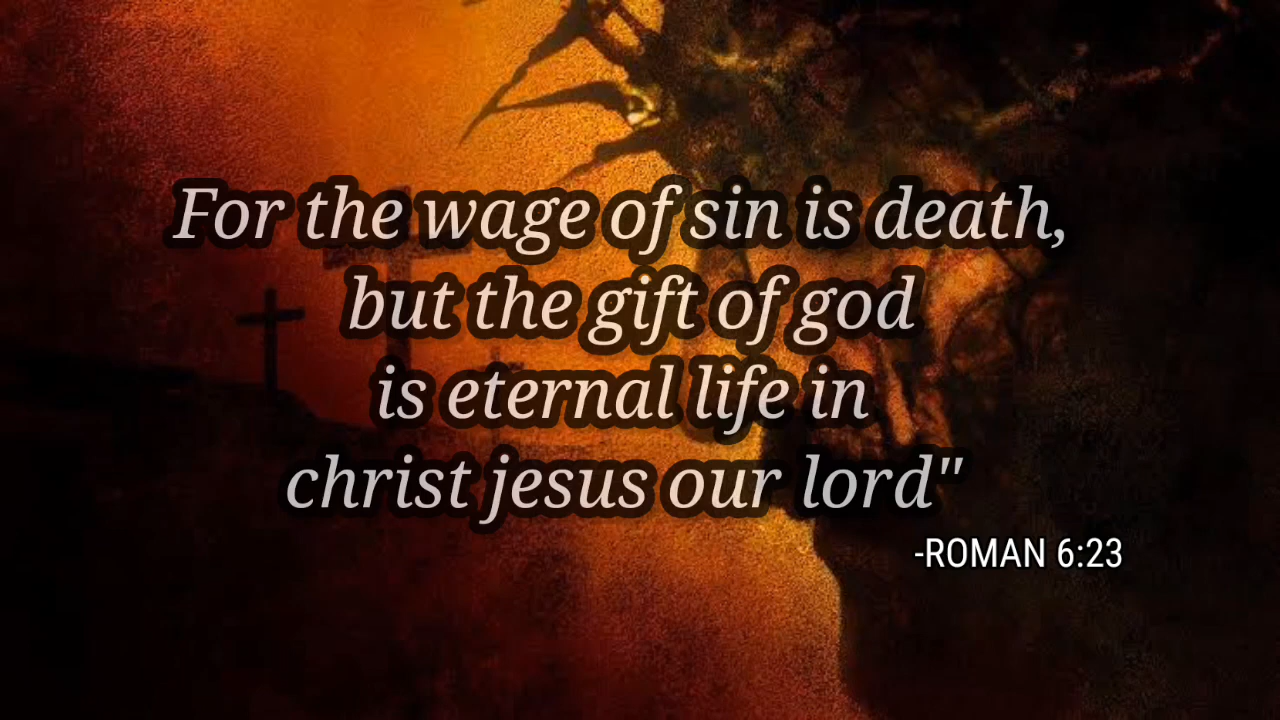 For the wage of sin is death,
but the gift of god
is eternal life in
christ jesus our lord"
-ROMAN 6:23